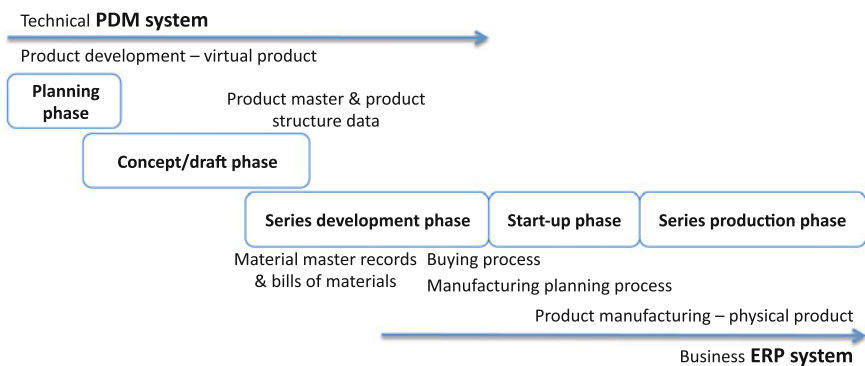 Technical PDM system
Product development – virtual product
Planning
phase
Product master & product
structure data
Concept/draft phase
Series development phase
Start-up phase
Series production phase
Material master records
& bills of materials
Buying process
Manufacturing planning process
Product manufacturing – physical product
Business ERP system